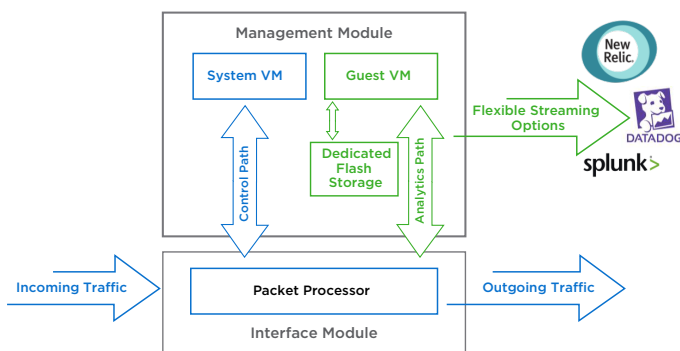 Management Module
System VM
Guest VM
Dedicated
Flash
Storage
Control Path
Analytics Path
Flexible Streaming
Options
New
Relic.
DATADOG
splunk>
Incoming Traffic
Packet Processor
Outgoing Traffic
Interface Module